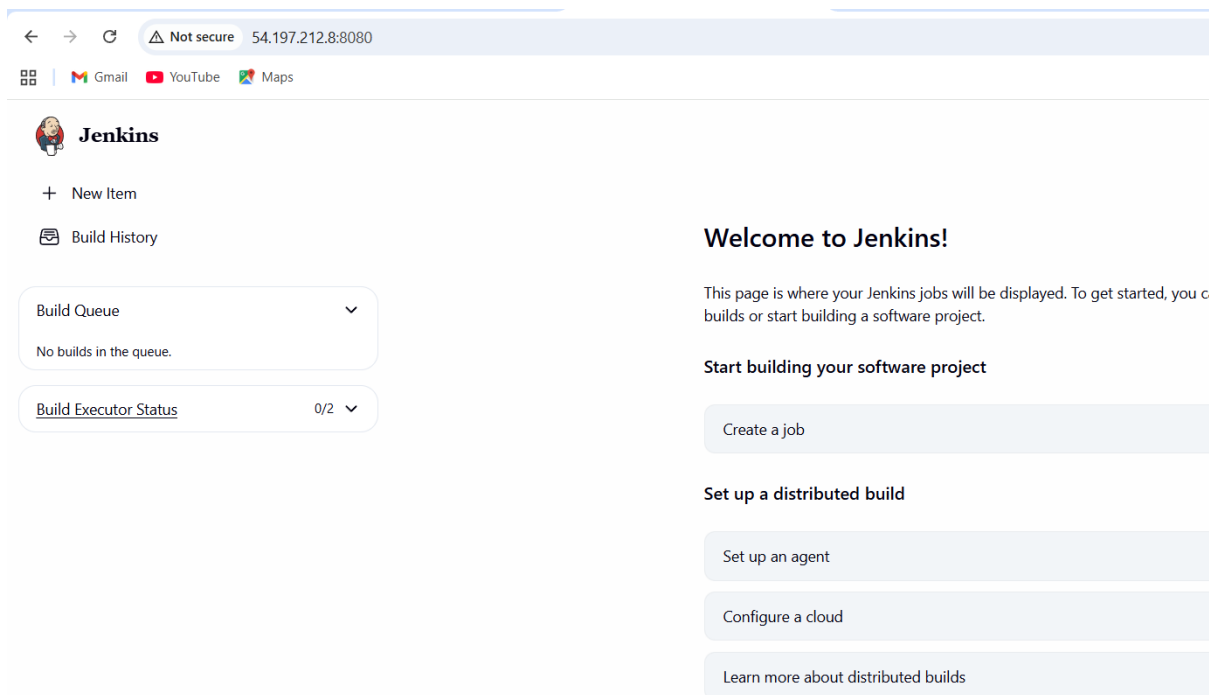 Not secure 54.197.212.8:8080
Gmail YouTube Maps
Jenkins
New Item
Build History
Build Queue
No builds in the queue.
Build Executor Status 0/2
Welcome to Jenkins!
This page is where your Jenkins jobs will be displayed. To get started, you
builds or start building a software project.
Start building your software project
Create a job
Set up a distributed build
Set up an agent
Configure a cloud
Learn more about distributed builds